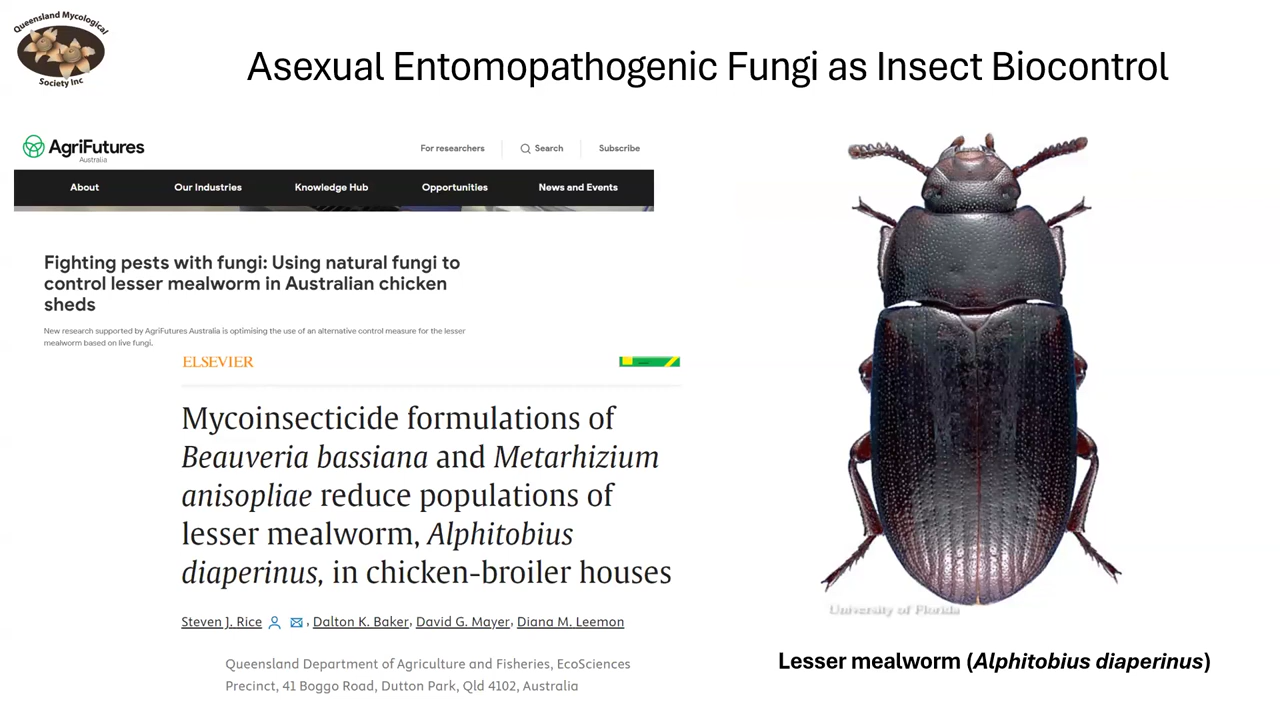 Queensland Mycological
Society Inc
Asexual Entomopathogenic Fungi as Insect Biocontrol
AgriFutures
Australia
For researchers
Search
Subscribe
About
Our Industries
Knowledge Hub
Opportunities
News and Events
Fighting pests with fungi: Using natural fungi to
control lesser mealworm in Australian chicken
sheds
New research supported by AgriFutures Australia is optimising the use of an alternative control measure for the lesser
mealworm based on live fungi.
ELSEVIER
Mycoinsecticide formulations of
Beauveria bassiana and Metarhizium
anisopliae reduce populations of
lesser mealworm, Alphitobius
diaperinus, in chicken-broiler houses
Steven J. Rice , Dalton K. Baker, David G. Mayer, Diana M. Leemon
Queensland Department of Agriculture and Fisheries, EcoSciences
Precinct, 41 Boggo Road, Dutton Park, Qld 4102, Australia
University of Florida
Lesser mealworm (Alphitobius diaperinus)